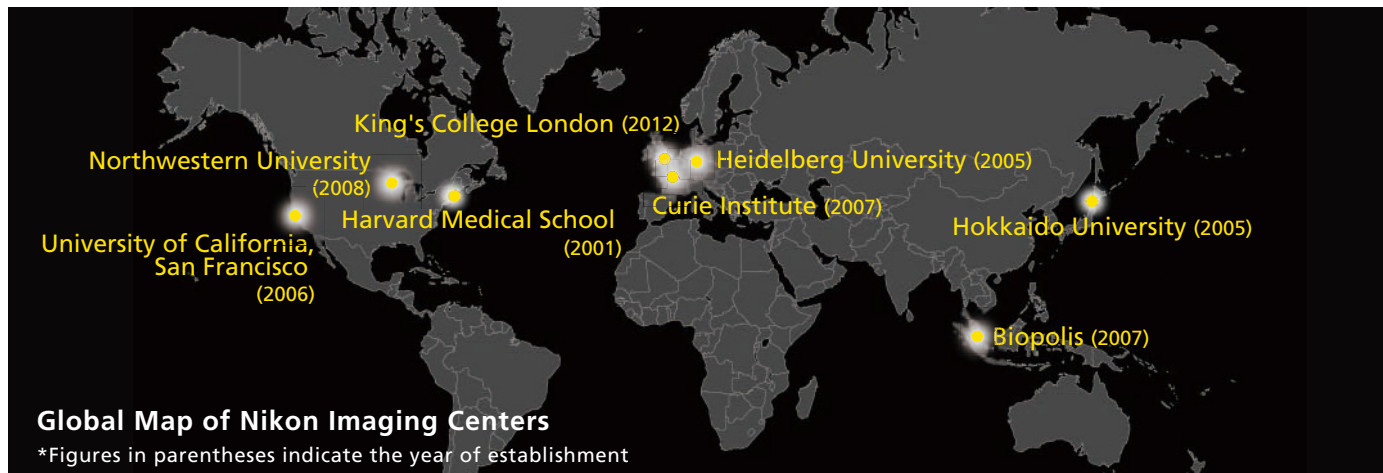 King's College London (2012)
Northwestern University
(2008)
Heidelberg University (2005)
Curie Institute (2007)
Harvard Medical School
(2001)
Hokkaido University (2005)
University of California,
San Francisco
(2006)
Biopolis (2007)
Global Map of Nikon Imaging Centers
*Figures in parentheses indicate the year of establishment